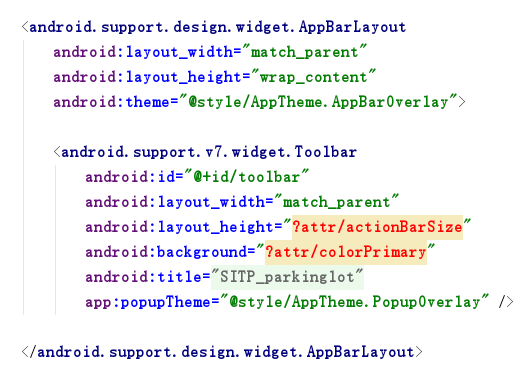 <android.support.design.widget.AppBarLayout
android:layout_width="match_parent"
android:layout_height="wrap_content"
android:theme="@style/AppTheme.AppBarOverlay">
<android.support.v7.widget.Toolbar
android:id="@+id/toolbar"
android:layout_width="match_parent"
android:layout_height="?attr/actionBarSize"
android:background="?attr/colorPrimary"
android:title="SITP_parkinglot"
app:popupTheme="@style/AppTheme.PopupOverlay" />
</android.support.design.widget.AppBarLayout>